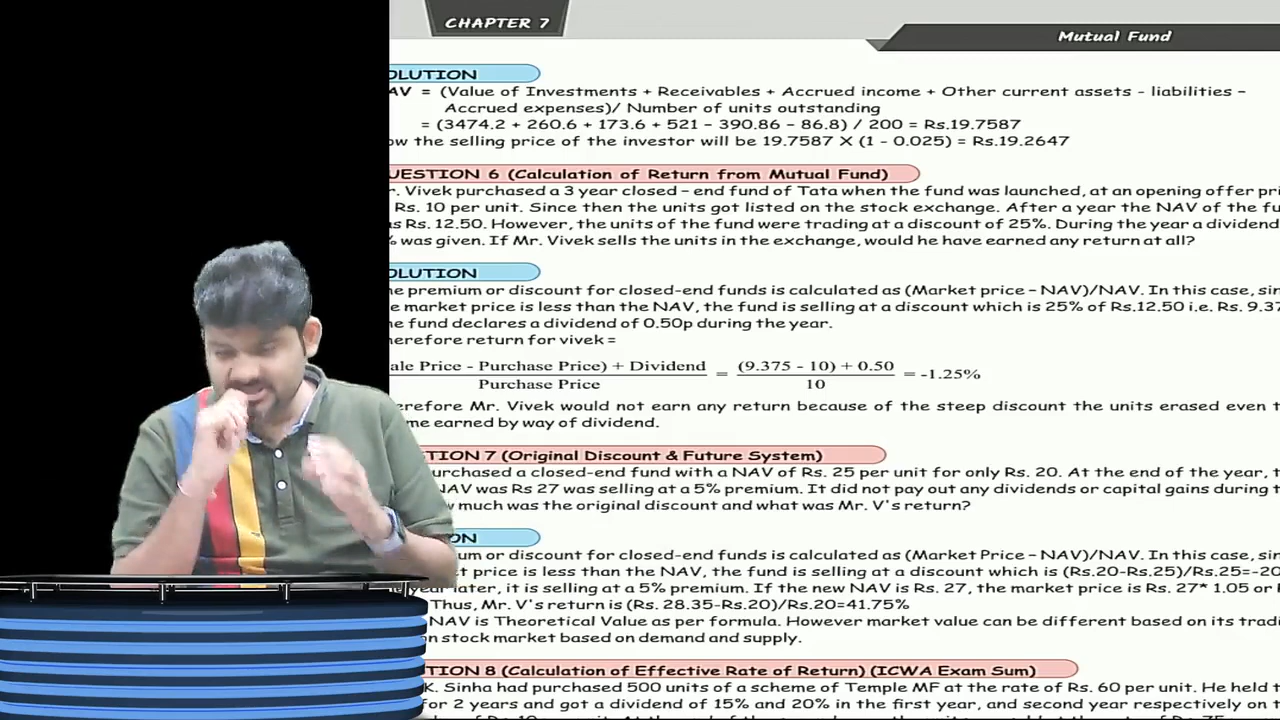 CHAPTER 7
Mutual Fund
OLUTION
AV = (Value of Investments + Receivables + Accrued income + Other current assets - liabilities –
Accrued expenses)/ Number of units outstanding
= (3474.2 + 260.6 + 173.6 + 521 – 390.86 – 86.8) / 200 = Rs.19.7587
ow the selling price of the investor will be 19.7587 X (1 - 0.025) = Rs.19.2647
UESTION 6 (Calculation of Return from Mutual Fund)
r. Vivek purchased a 3 year closed – end fund of Tata when the fund was launched, at an opening offer pri
Rs. 10 per unit. Since then the units got listed on the stock exchange. After a year the NAV of the fu
as Rs. 12.50. However, the units of the fund were trading at a discount of 25%. During the year a dividend
% was given. If Mr. Vivek sells the units in the exchange, would he have earned any return at all?
OLUTION
he premium or discount for closed-end funds is calculated as (Market price – NAV)/NAV. In this case, sin
e market price is less than the NAV, the fund is selling at a discount which is 25% of Rs.12.50 i.e. Rs. 9.37
he fund declares a dividend of 0.50p during the year.
herefore return for vivek =
ale Price - Purchase Price) + Dividend / Purchase Price = (9.375 - 10) + 0.50 / 10 = -1.25%
erefore Mr. Vivek would not earn any return because of the steep discount the units erased even t
me earned by way of dividend.
TION 7 (Original Discount & Future System)
urchased a closed-end fund with a NAV of Rs. 25 per unit for only Rs. 20. At the end of the year, t
NAV was Rs 27 was selling at a 5% premium. It did not pay out any dividends or capital gains during t
w much was the original discount and what was Mr. V's return?
ON
um or discount for closed-end funds is calculated as (Market Price – NAV)/NAV. In this case, sin
t price is less than the NAV, the fund is selling at a discount which is (Rs.20-Rs.25)/Rs.25=-20
year later, it is selling at a 5% premium. If the new NAV is Rs. 27, the market price is Rs. 27* 1.05 or
Thus, Mr. V's return is (Rs. 28.35-Rs.20)/Rs.20=41.75%
NAV is Theoretical Value as per formula. However market value can be different based on its tradi
n stock market based on demand and supply.
TION 8 (Calculation of Effective Rate of Return) (ICWA Exam Sum)
K. Sinha had purchased 500 units of a scheme of Temple MF at the rate of Rs. 60 per unit. He held t
for 2 years and got a dividend of 15% and 20% in the first year, and second year respectively on t